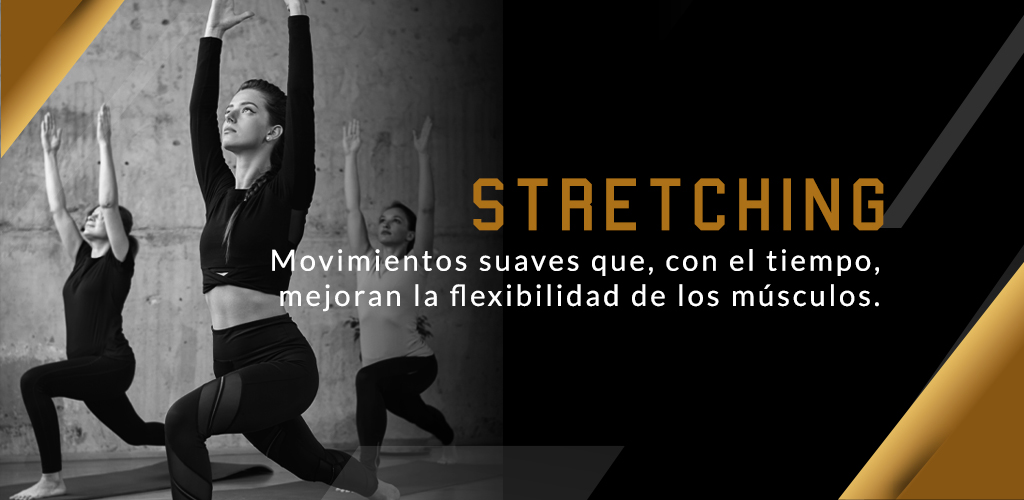 STRETCHING
Movimientos suaves que, con el tiempo,
mejoran la flexibilidad de los músculos.